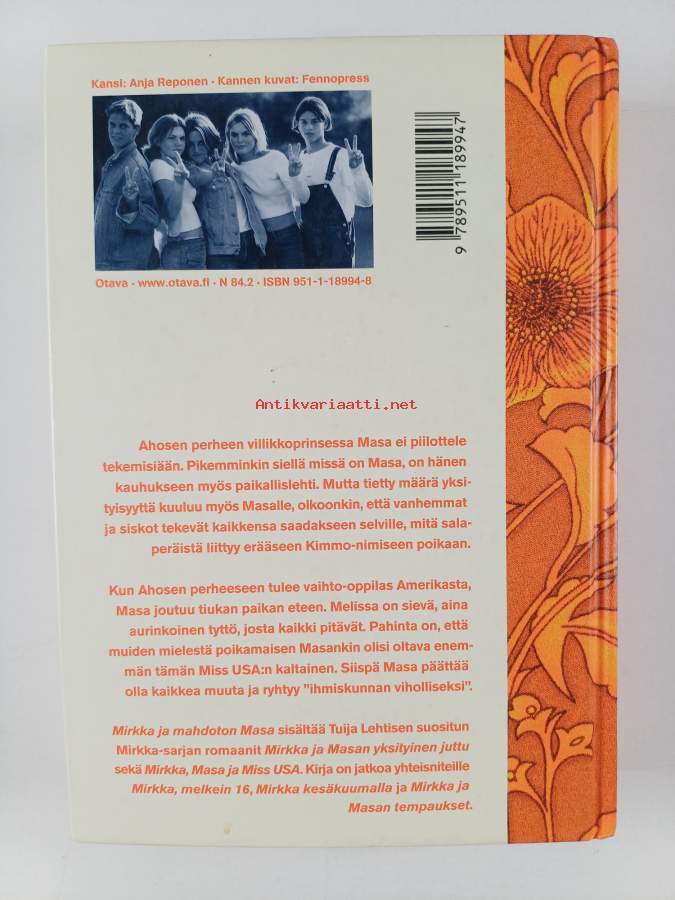 Kansi: Anja Reponen · Kannen kuvat: Fennopress
9 789511 189947
Otava · www.otava.fi · N 84.2 · ISBN 951-1-18994-8
Antikvariaatti.net
Ahosen perheen villikkoprinsessa Masa ei piilottele
tekemisiään. Pikemminkin siellä missä on Masa, on hänen
kauhukseen myös paikallislehti. Mutta tietty määrä yksi-
tyisyyttä kuuluu myös Masalle, olkoonkin, että vanhemmat
ja siskot tekevät kaikkensa saadakseen selville, mitä sala-
peräistä liittyy erääseen Kimmo-nimiseen poikaan.
Kun Ahosen perheeseen tulee vaihto-oppilas Amerikasta,
Masa joutuu tiukan paikan eteen. Melissa on sievä, aina
aurinkoinen tyttö, josta kaikki pitävät. Pahinta on, että
muiden mielestä poikamaisen Masankin olisi oltava enem-
män tämän Miss USA:n kaltainen. Siispä Masa päättää
olla kaikkea muuta ja ryhtyy ”ihmiskunnan viholliseksi”.
Mirkka ja mahdoton Masa sisältää Tuija Lehtisen suositun
Mirkka-sarjan romaanit Mirkka ja Masan yksityinen juttu
sekä Mirkka, Masa ja Miss USA. Kirja on jatkoa yhteisniteille
Mirkka, melkein 16, Mirkka kesäkuumalla ja Mirkka ja
Masan tempaukset.